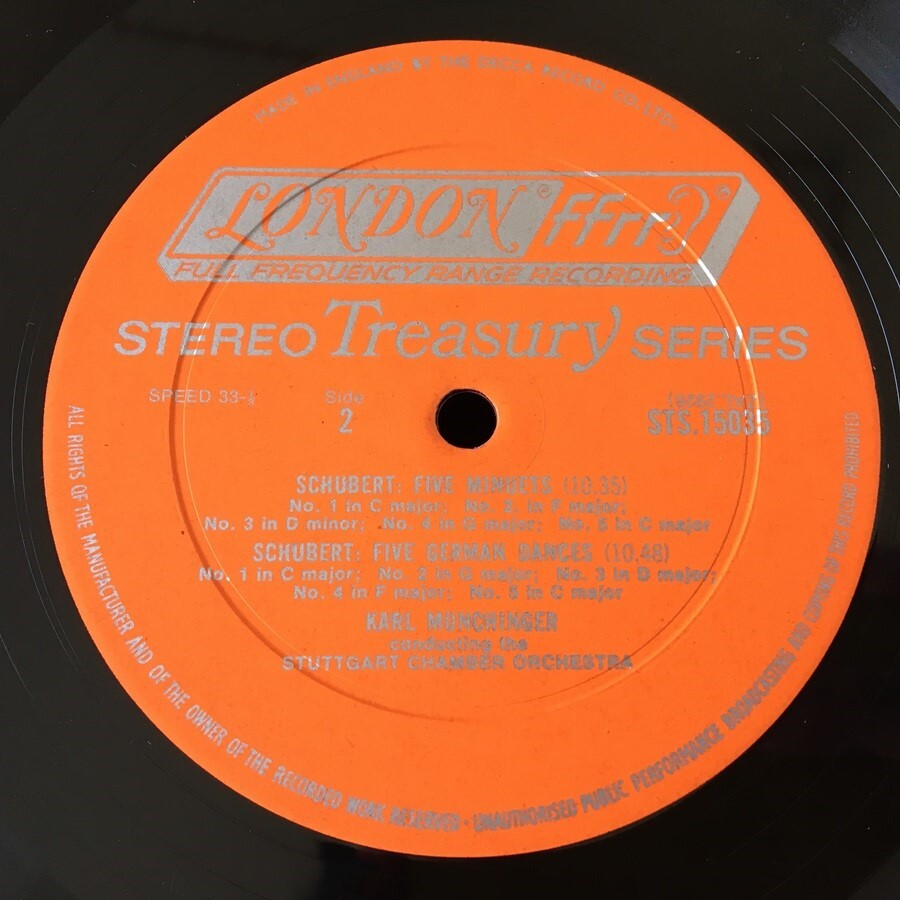 MADE IN ENGLAND BY THE DECCA RECORD CO. LTD.
LONDON ffrr
FULL FREQUENCY RANGE RECORDING
STEREO Treasury SERIES
SPEED 33-⅓
Side
2
STS.15035
SCHUBERT: FIVE MINUETS (10.35)
No. 1 in C major; No. 2. in F major;
No. 3 in D minor; No. 4 in G major; No. 5 in C major
SCHUBERT: FIVE GERMAN DANCES (10.48)
No. 1 in C major; No. 2 in G major; No. 3 in D major;
No. 4 in F major; No. 5 in C major
KARL MUNCHINGER
conducting the
STUTTGART CHAMBER ORCHESTRA
ALL RIGHTS OF THE MANUFACTURER AND OF THE OWNER OF THE RECORDED WORK RESERVED · UNAUTHORISED PUBLIC PERFORMANCE BROADCASTING AND COPYING OF THIS RECORD PROHIBITED